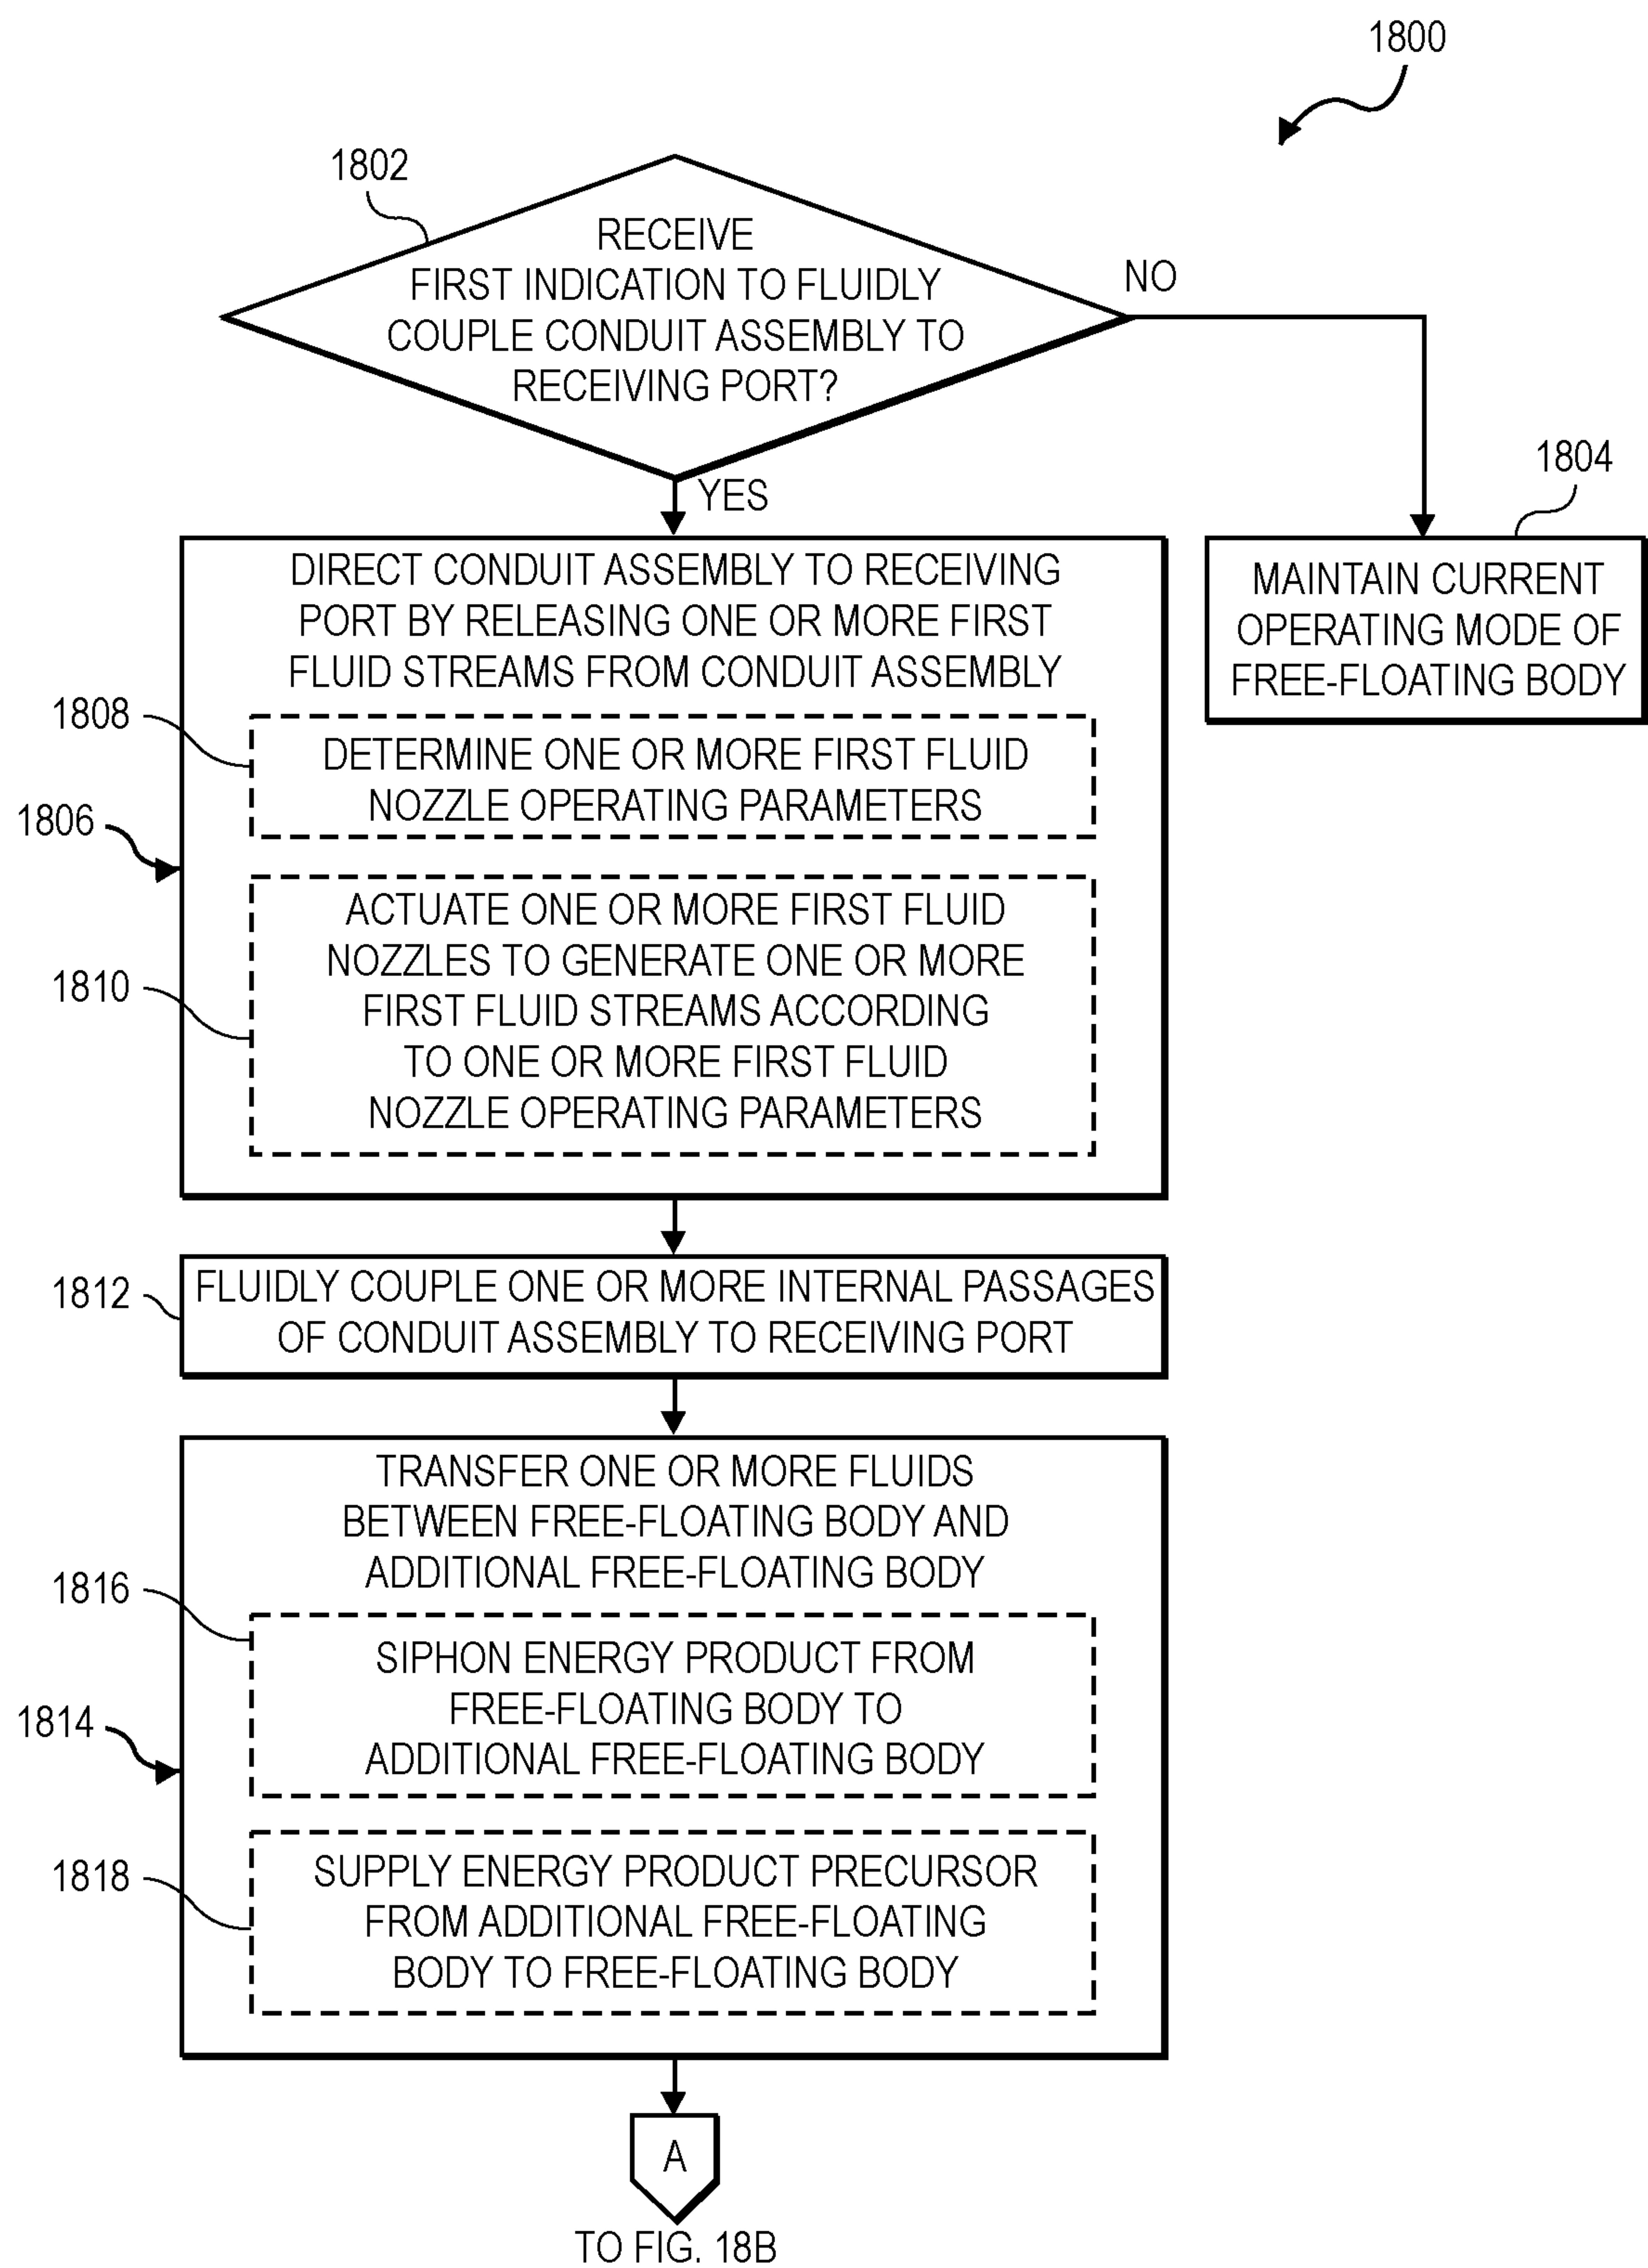 1800
1802
RECEIVE
FIRST INDICATION TO FLUIDLY
COUPLE CONDUIT ASSEMBLY TO
RECEIVING PORT?
NO
YES
1804
MAINTAIN CURRENT
OPERATING MODE OF
FREE-FLOATING BODY
1806
DIRECT CONDUIT ASSEMBLY TO RECEIVING
PORT BY RELEASING ONE OR MORE FIRST
FLUID STREAMS FROM CONDUIT ASSEMBLY
1808
DETERMINE ONE OR MORE FIRST FLUID
NOZZLE OPERATING PARAMETERS
1810
ACTUATE ONE OR MORE FIRST FLUID
NOZZLES TO GENERATE ONE OR MORE
FIRST FLUID STREAMS ACCORDING
TO ONE OR MORE FIRST FLUID
NOZZLE OPERATING PARAMETERS
1812
FLUIDLY COUPLE ONE OR MORE INTERNAL PASSAGES
OF CONDUIT ASSEMBLY TO RECEIVING PORT
1814
TRANSFER ONE OR MORE FLUIDS
BETWEEN FREE-FLOATING BODY AND
ADDITIONAL FREE-FLOATING BODY
1816
SIPHON ENERGY PRODUCT FROM
FREE-FLOATING BODY TO
ADDITIONAL FREE-FLOATING BODY
1818
SUPPLY ENERGY PRODUCT PRECURSOR
FROM ADDITIONAL FREE-FLOATING
BODY TO FREE-FLOATING BODY
A
TO FIG. 18B